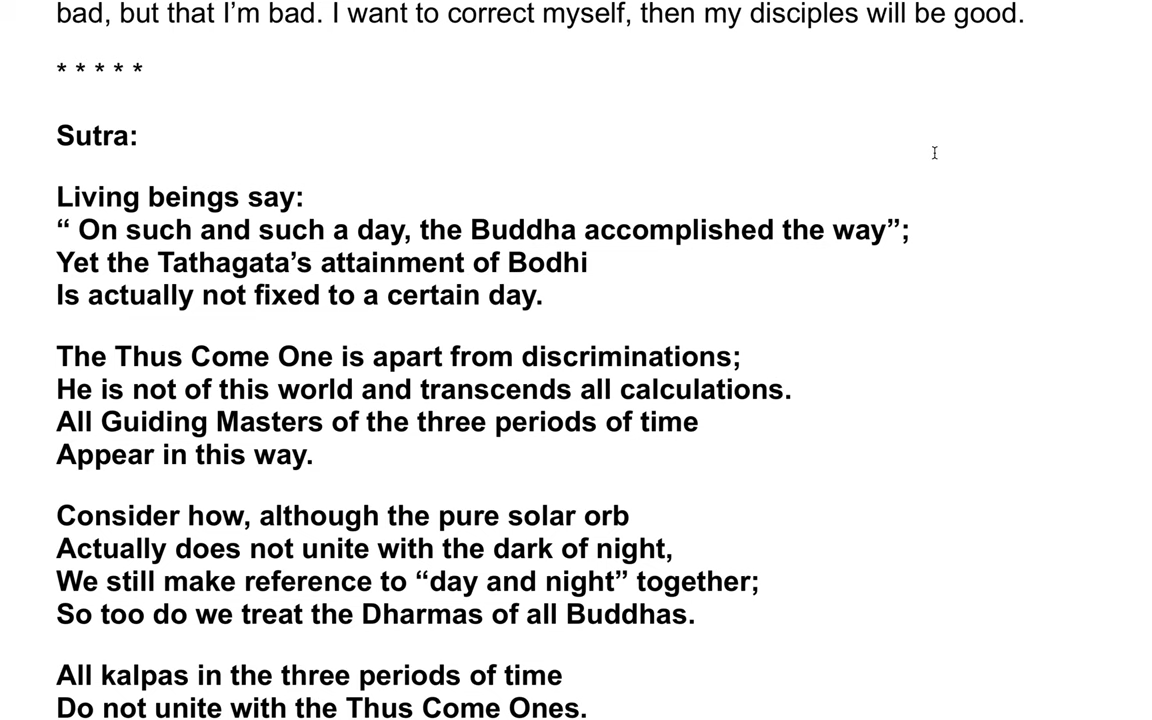 bad, but that I’m bad. I want to correct myself, then my disciples will be good.
* * * * *
Sutra:
Living beings say:
“ On such and such a day, the Buddha accomplished the way”;
Yet the Tathagata’s attainment of Bodhi
Is actually not fixed to a certain day.
The Thus Come One is apart from discriminations;
He is not of this world and transcends all calculations.
All Guiding Masters of the three periods of time
Appear in this way.
Consider how, although the pure solar orb
Actually does not unite with the dark of night,
We still make reference to “day and night” together;
So too do we treat the Dharmas of all Buddhas.
All kalpas in the three periods of time
Do not unite with the Thus Come Ones.